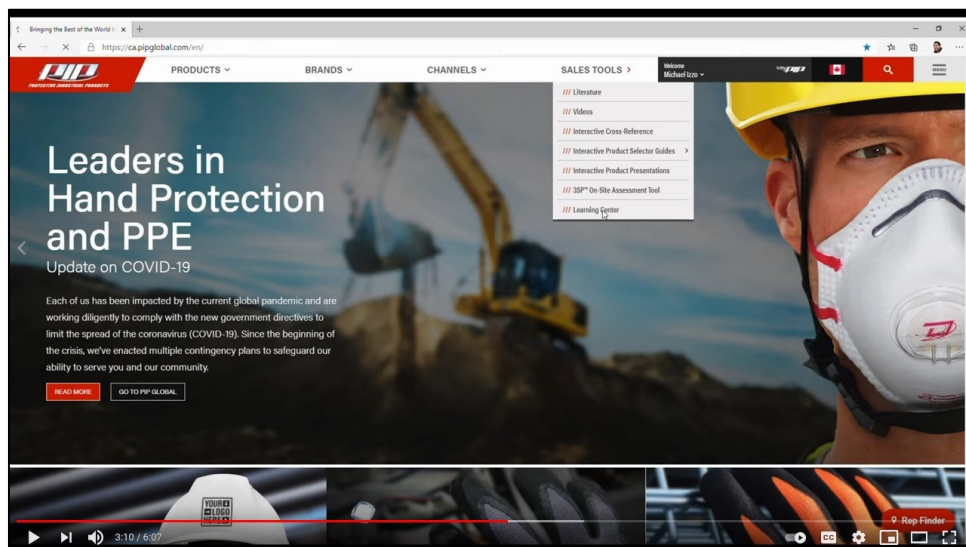 Bringing the Best of the World t
https://ca.pipglobal.com/en/
PIP
PROTECTIVE INDUSTRIAL PRODUCTS
PRODUCTS
BRANDS
CHANNELS
SALES TOOLS
Welcome
Michael Izzo
MENU
/// Literature
/// Videos
/// Interactive Cross-Reference
/// Interactive Product Selector Guides
/// Interactive Product Presentations
/// 3SP™ On-Site Assessment Tool
/// Learning Center
Leaders in
Hand Protection
and PPE
Update on COVID-19
Each of us has been impacted by the current global pandemic and are
working diligently to comply with the new government directives to
limit the spread of the coronavirus (COVID-19). Since the beginning of
the crisis, we've enacted multiple contingency plans to safeguard our
ability to serve you and our community.
READ MORE
GO TO PIP GLOBAL
YOUR
LOGO
HERE
Rep Finder
3:10 / 6:07
CC